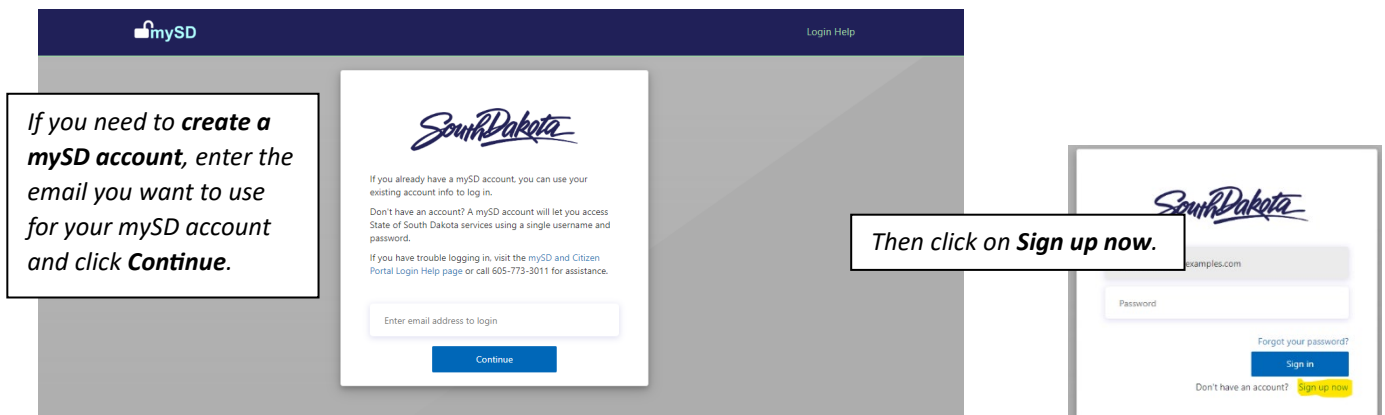 mySD
Login Help
If you need to create a
mySD account, enter the
email you want to use
for your mySD account
and click Continue.
South Dakota
If you already have a mySD account, you can use your
existing account info to log in.
Don't have an account? A mySD account will let you access
State of South Dakota services using a single username and
password.
If you have trouble logging in, visit the mySD and Citizen
Portal Login Help page or call 605-773-3011 for assistance.
Enter email address to login
Continue
Then click on Sign up now.
South Dakota
examples.com
Password
Forgot your password?
Sign in
Don't have an account? Sign up now